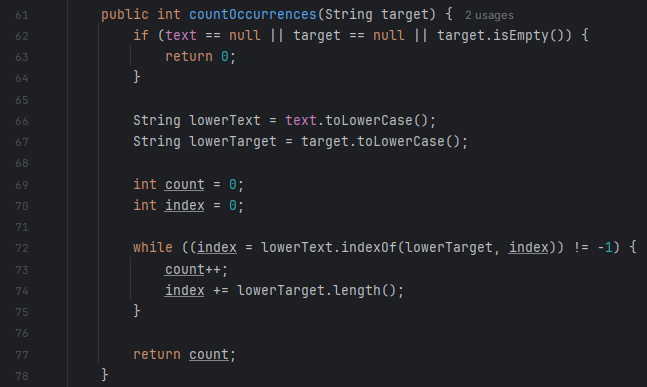 61 public int countOccurrences(String target) { 2 usages
62 if (text == null || target == null || target.isEmpty()) {
63 return 0;
64 }
65
66 String lowerText = text.toLowerCase();
67 String lowerTarget = target.toLowerCase();
68
69 int count = 0;
70 int index = 0;
71
72 while ((index = lowerText.indexOf(lowerTarget, index)) != -1) {
73 count++;
74 index += lowerTarget.length();
75 }
76
77 return count;
78 }